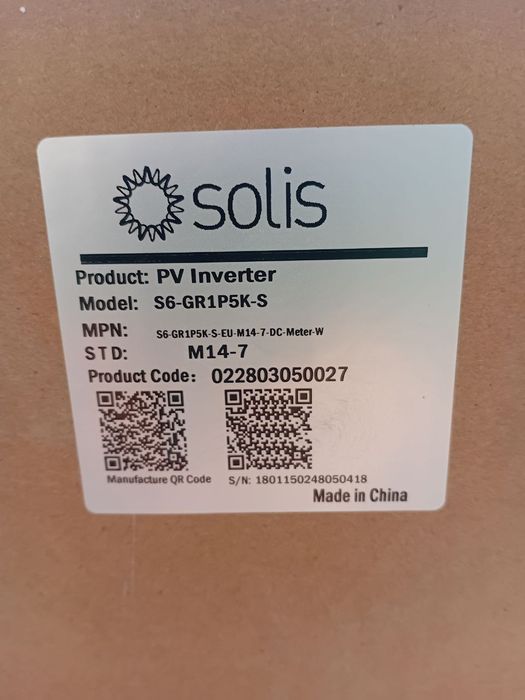 solis
Product: PV Inverter
Model: S6-GR1P5K-S
MPN: S6-GR1P5K-S-EU-M14-7-DC-Meter-W
STD: M14-7
Product Code: 022803050027
Manufacture QR Code
S/N: 1801150248050418
Made in China